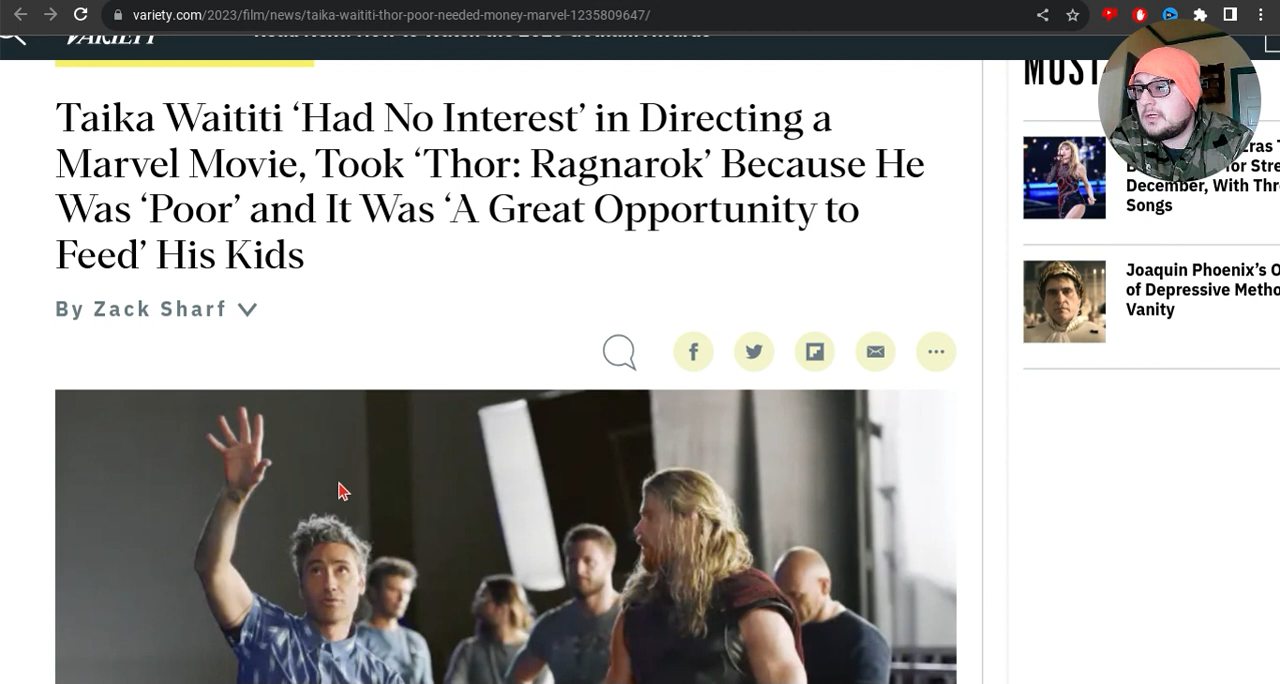 variety.com/2023/film/news/taika-waititi-thor-poor-needed-money-marvel-1235809647/
VARIETY
MUST
Taika Waititi ‘Had No Interest’ in Directing a
Marvel Movie, Took ‘Thor: Ragnarok’ Because He
Was ‘Poor’ and It Was ‘A Great Opportunity to
Feed’ His Kids
By Zack Sharf
December, With Thr
Songs
Joaquin Phoenix’s O
of Depressive Metho
Vanity